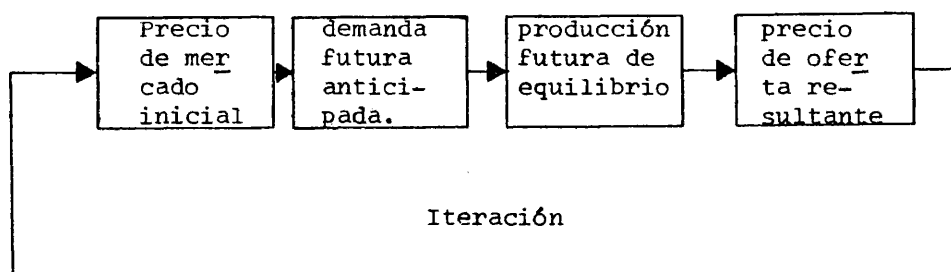 Precio
de mer
cado
inicial
demanda
futura
antici-
pada.
producción
futura de
equilibrio
precio
de ofer
ta re-
sultante
Iteración